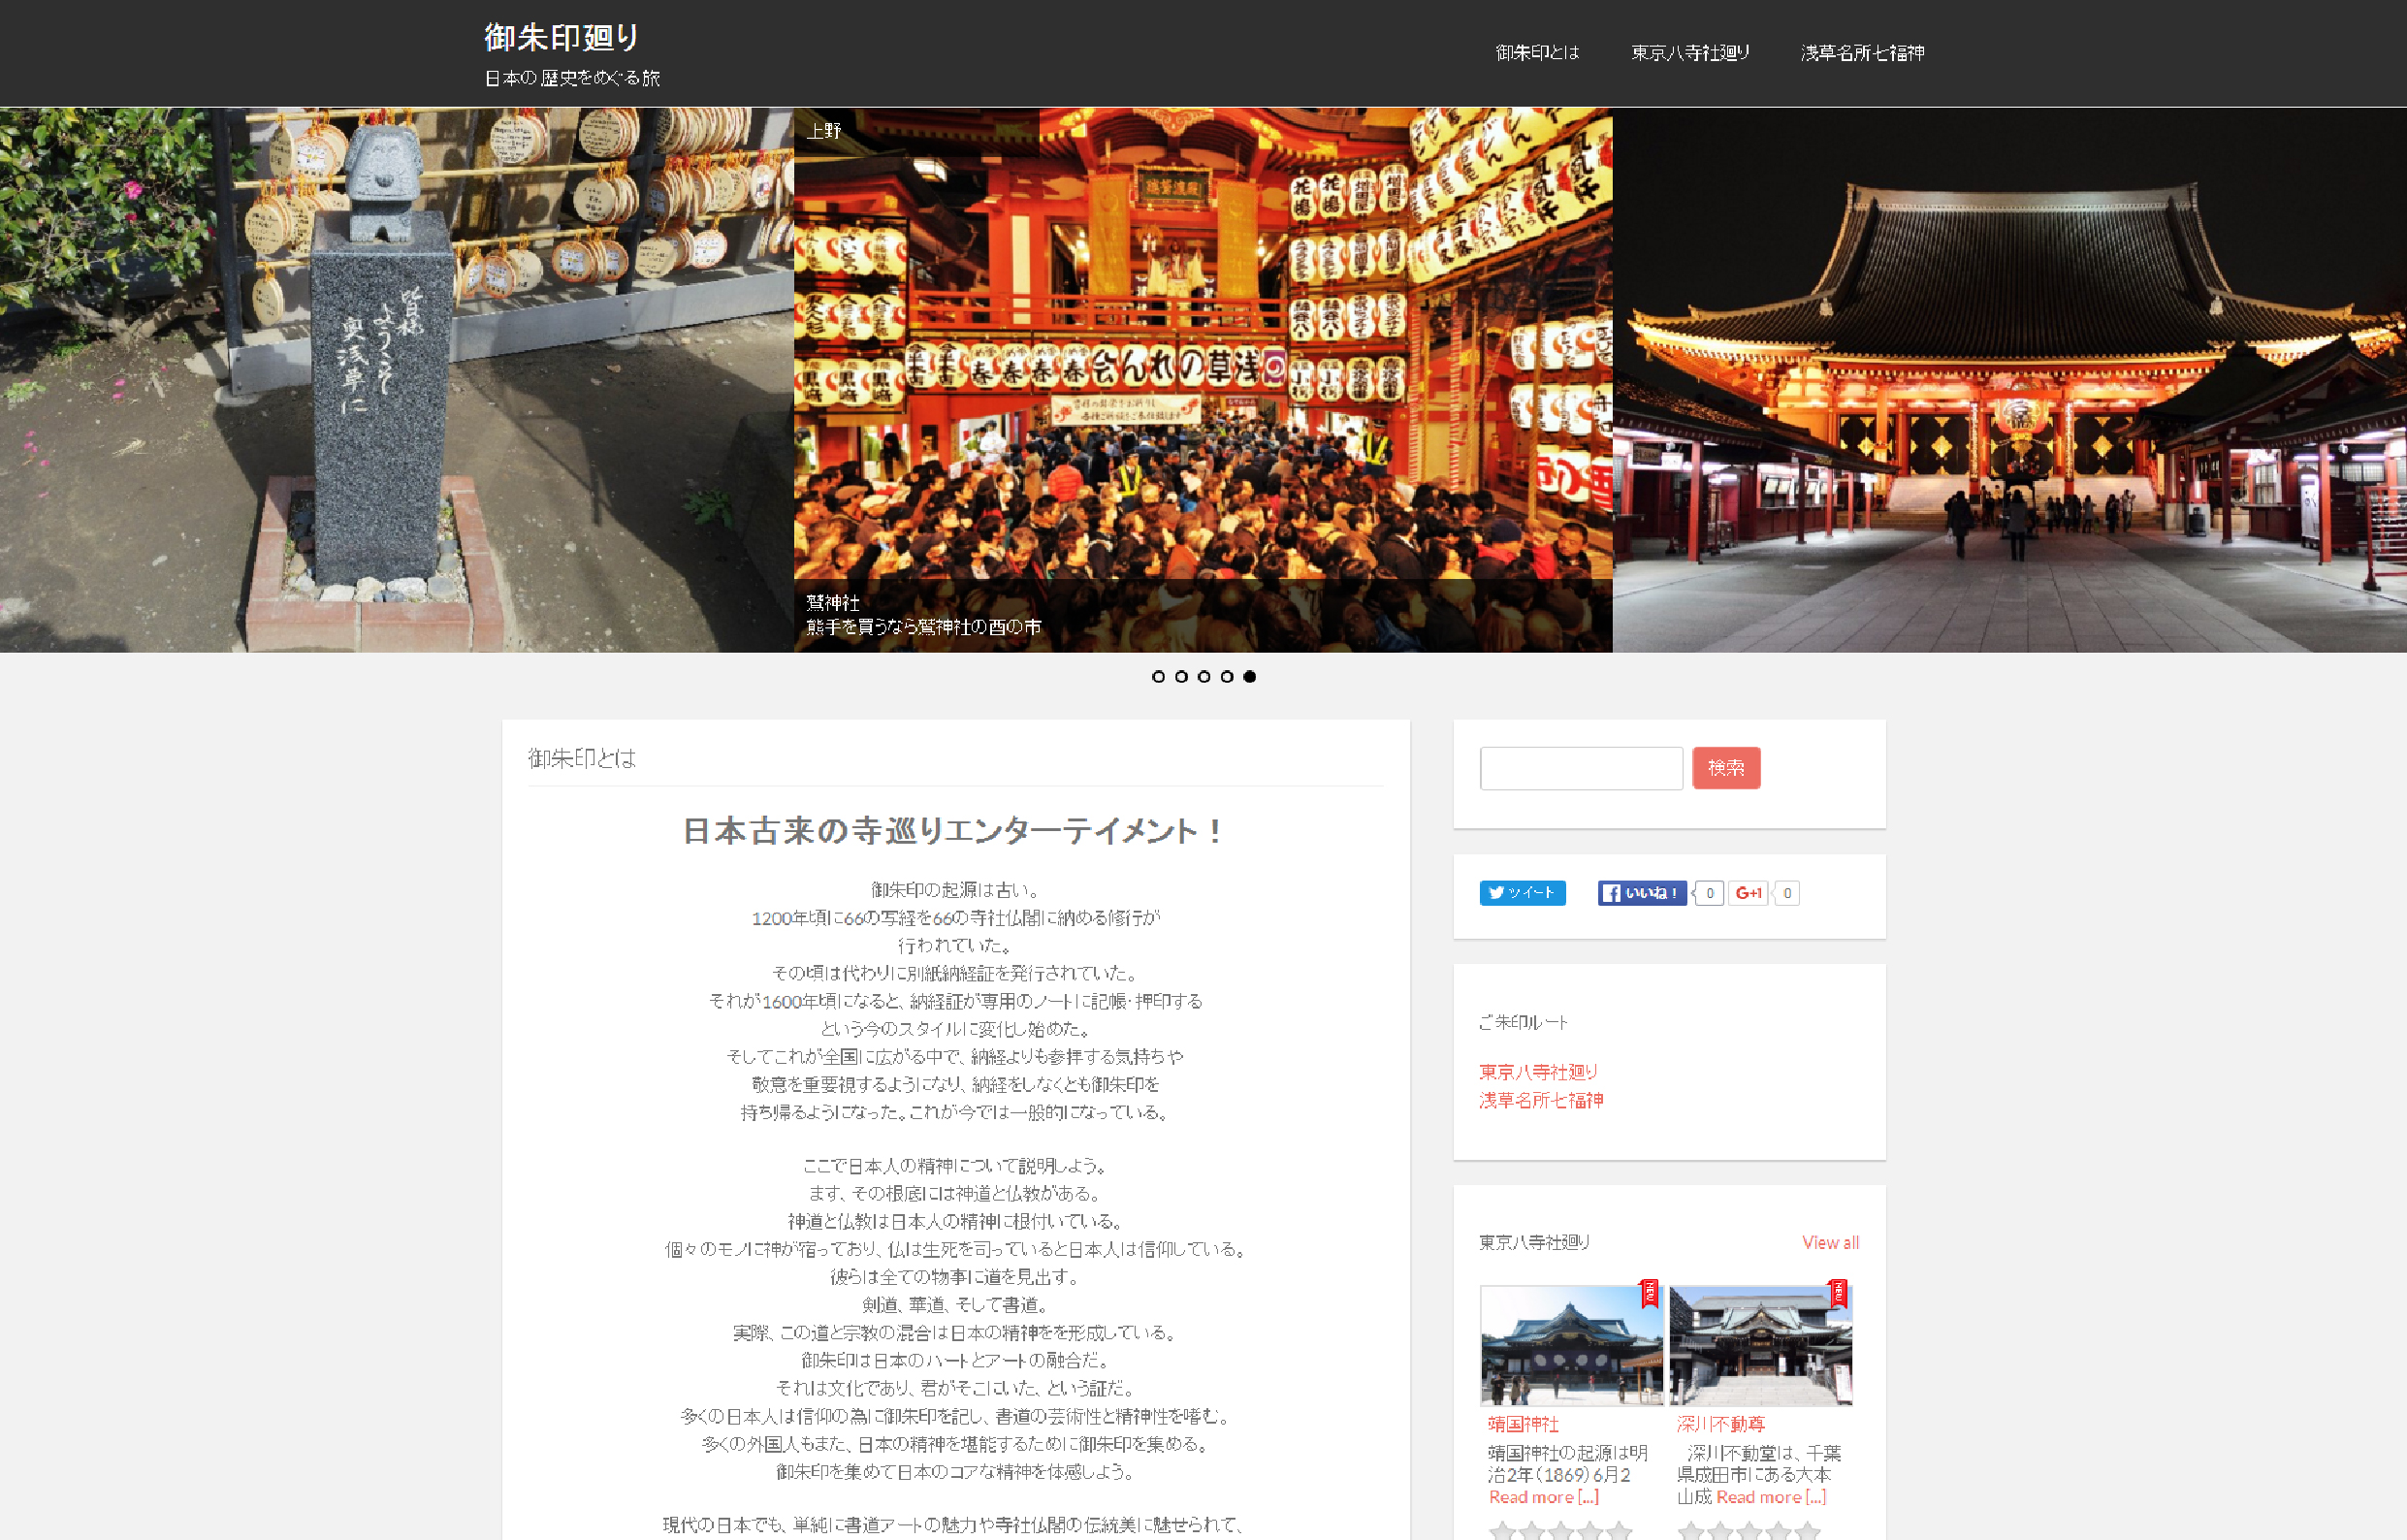 御朱印廻り
日本の歴史をめぐる旅
御朱印とは
東京八寺社廻り
浅草名所七福神
皆様
ようこそ
奥浅草に
上野
浅草のれん会
春 春 春 春
鷲神社
熊手を買うなら鷲神社の酉の市
御朱印とは
日本古来の寺巡りエンターテイメント！
御朱印の起源は古い。
1200年頃に66の写経を66の寺社仏閣に納める修行が
行われていた。
その頃は代わりに別紙納経証を発行されていた。
それが1600年頃になると、納経証が専用のノートに記帳・押印する
という今のスタイルに変化し始めた。
そしてこれが全国に広がる中で、納経よりも参拝する気持ちや
敬意を重要視するようになり、納経をしなくとも御朱印を
持ち帰るようになった。これが今では一般的になっている。
ここで日本人の精神について説明しよう。
まず、その根底には神道と仏教がある。
神道と仏教は日本人の精神に根付いている。
個々のモノに神が宿っており、仏は生死を司っていると日本人は信仰している。
彼らは全ての物事に道を見出す。
剣道、華道、そして書道。
実際、この道と宗教の混合は日本の精神をを形成している。
御朱印は日本のハートとアートの融合だ。
それは文化であり、君がそこにいた、という証だ。
多くの日本人は信仰の為に御朱印を記し、書道の芸術性と精神性を嗜む。
多くの外国人もまた、日本の精神を堪能するために御朱印を集める。
御朱印を集めて日本のコアな精神を体感しよう。
現代の日本でも、単純に書道アートの魅力や寺社仏閣の伝統美に魅せられて、
検索
ツイート
いいね！ 0
G+1 0
ご朱印ルート
東京八寺社廻り
浅草名所七福神
東京八寺社廻り
View all
NEW
NEW
靖国神社
靖国神社の起源は明
治2年（1869）6月2
Read more [...]
深川不動尊
深川不動堂は、千葉
県成田市にある大本
山成 Read more [...]